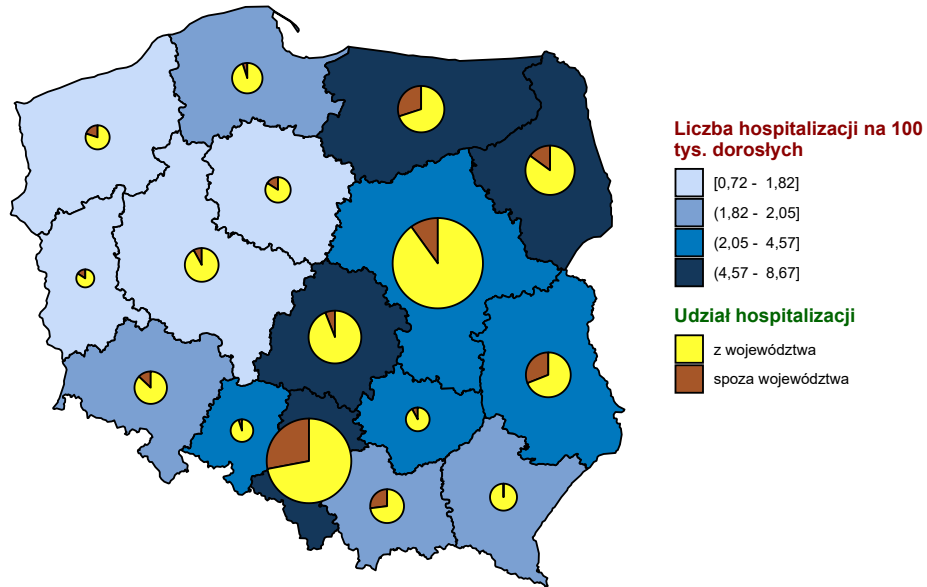 Liczba hospitalizacji na 100
tys. dorosłych
[0,72 - 1,82]
(1,82 - 2,05]
(2,05 - 4,57]
(4,57 - 8,67]
Udział hospitalizacji
z województwa
spoza województwa